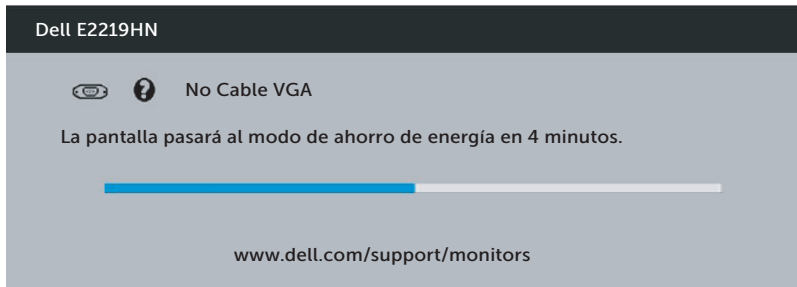 Dell E2219HN
No Cable VGA
La pantalla pasará al modo de ahorro de energía en 4 minutos.
www.dell.com/support/monitors